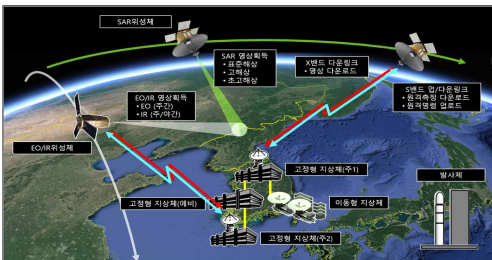 SAR위성체
SAR 영상획득
• 표준해상
• 고해상
• 초고해상
X밴드 다운링크
• 영상 다운로드
S밴드 업/다운링크
• 원격측정 다운로드
• 원격명령 업로드
EO/IR 영상획득
• EO (주간)
• IR (주/야간)
EO/IR위성체
고정형 지상체(주1)
발사체
고정형 지상체(예비)
이동형 지상체
고정형 지상체(주2)